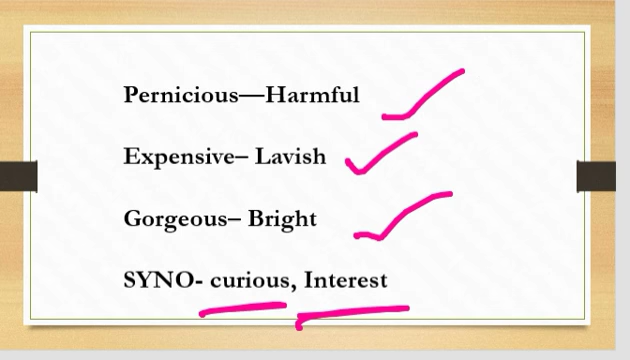 Pernicious—Harmful
Expensive– Lavish
Gorgeous– Bright
SYNO- curious, Interest